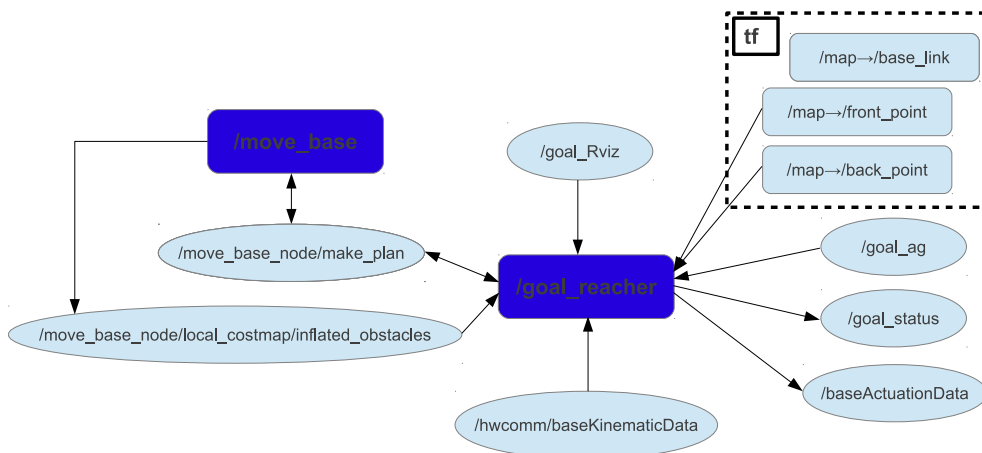 tf
/map→/base_link
/map→/front_point
/move_base
/goal_Rviz
/map→/back_point
/move_base_node/make_plan
/goal_ag
/goal_reacher
/goal_status
/move_base_node/local_costmap/inflated_obstacles
/baseActuationData
/hwcomm/baseKinematicData